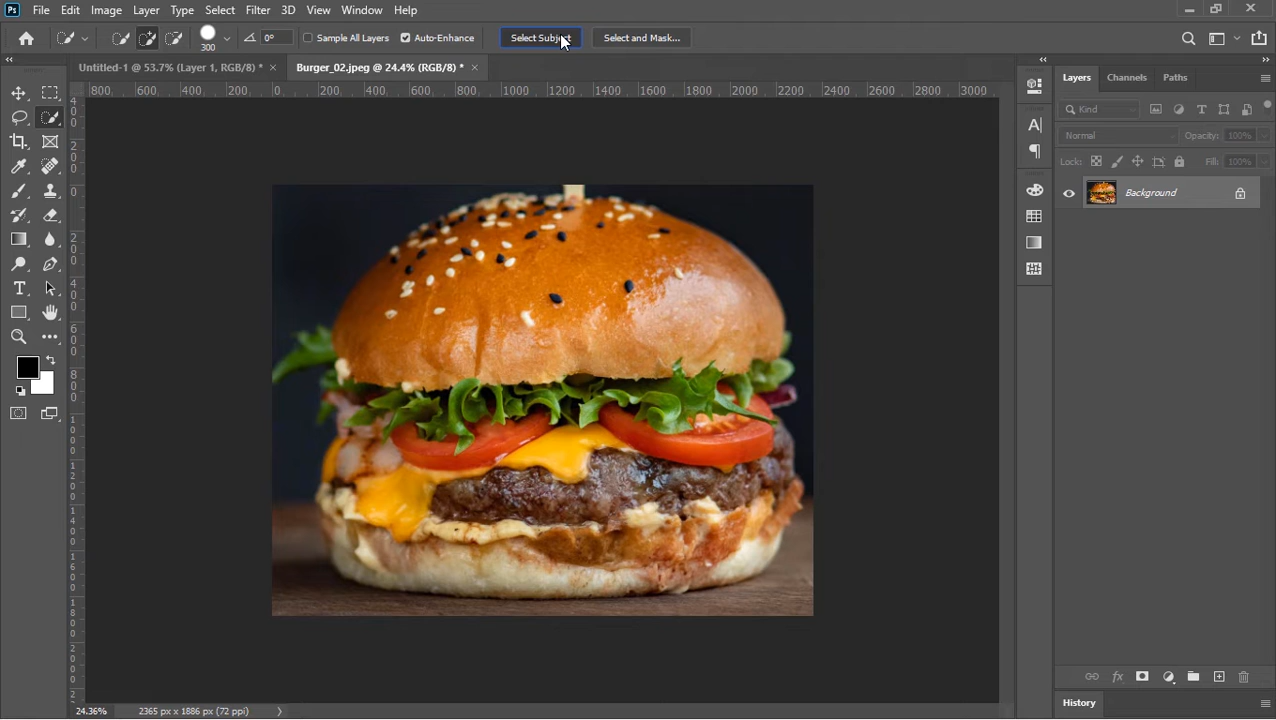 Ps File Edit Image Layer Type Select Filter 3D View Window Help
300 0° Sample All Layers Auto-Enhance Select Subject Select and Mask...
Untitled-1 @ 53.7% (Layer 1, RGB/8) * × Burger_02.jpeg @ 24.4% (RGB/8) * ×
Layers Channels Paths
800 600 400 200 0 200 400 600 800 1000 1200 1400 1600 1800 2000 2200 2400 2600 2800 3000
Kind
Normal Opacity: 100%
Lock: Fill: 100%
Background
24.36% 2365 px x 1886 px (72 ppi)
History